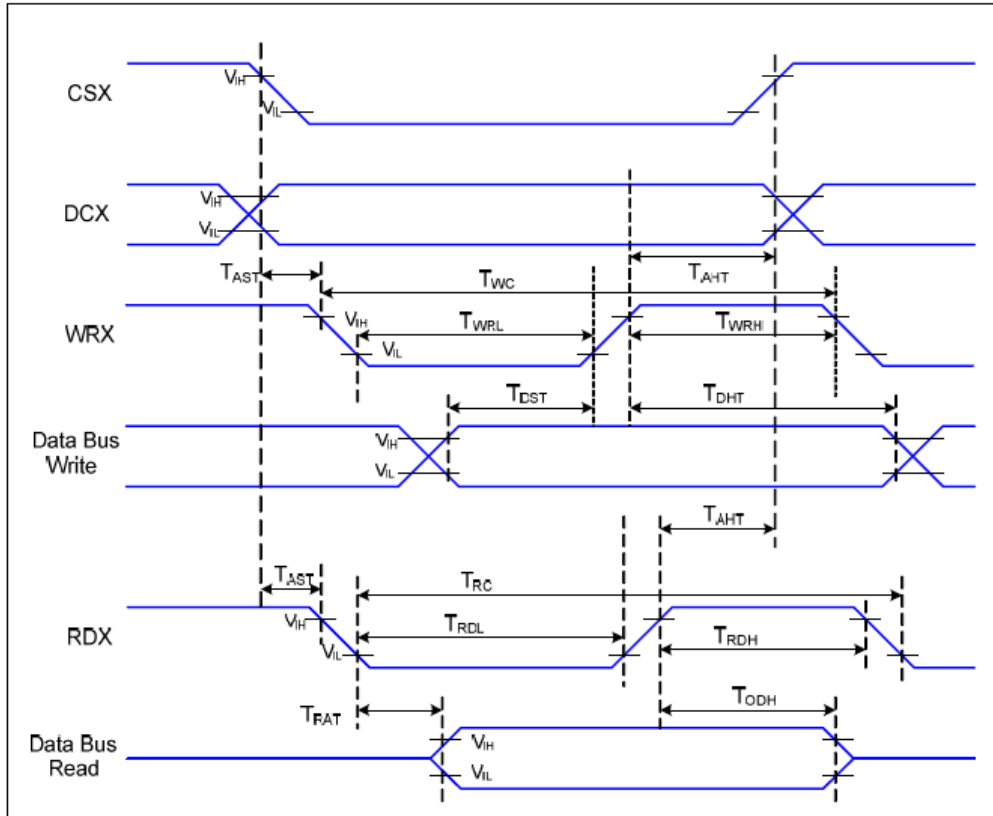 CSX
VIH
VIL
DCX
VIH
VIL
TAST
TWC
TAHT
WRX
VIH
VIL
TWRL
TWRH
TDST
TDHT
Data Bus
Write
VIH
VIL
TAHT
TAST
TRC
RDX
VIH
VIL
TRDL
TRDH
TRAT
TODH
Data Bus
Read
VIH
VIL